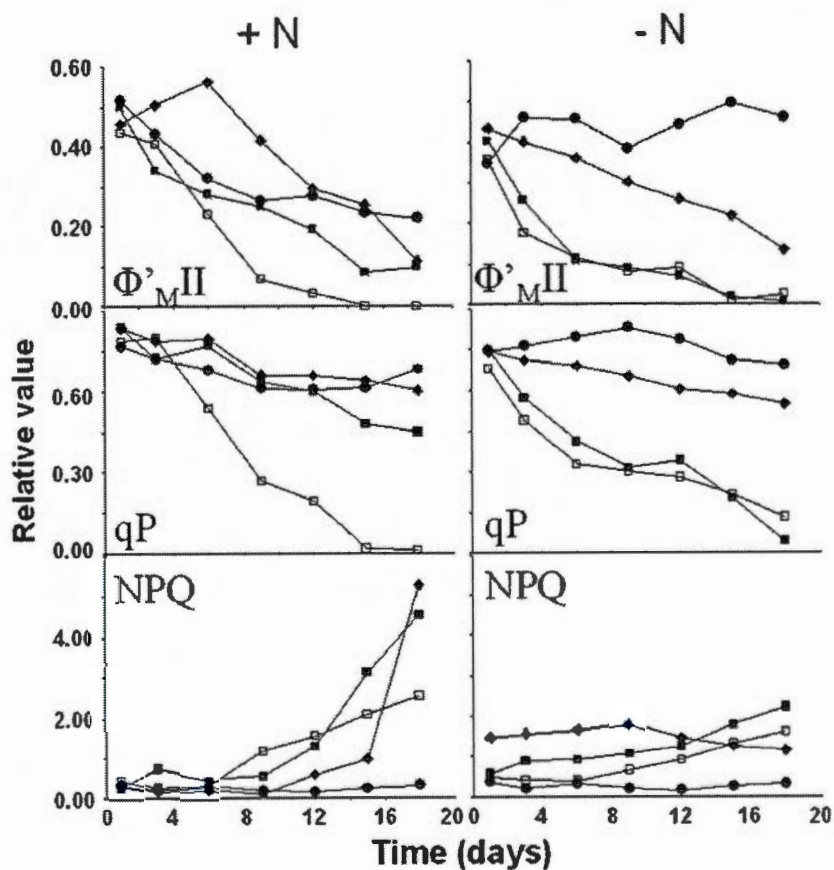 + N - N
0.60
0.40
0.20
0.00
Φ'MII Φ'MII
0.60
0.30
0.00
qP qP
NPQ NPQ
4.00
2.00
0.00
0 4 8 12 16 20 0 4 8 12 16 20
Relative value
Time (days)